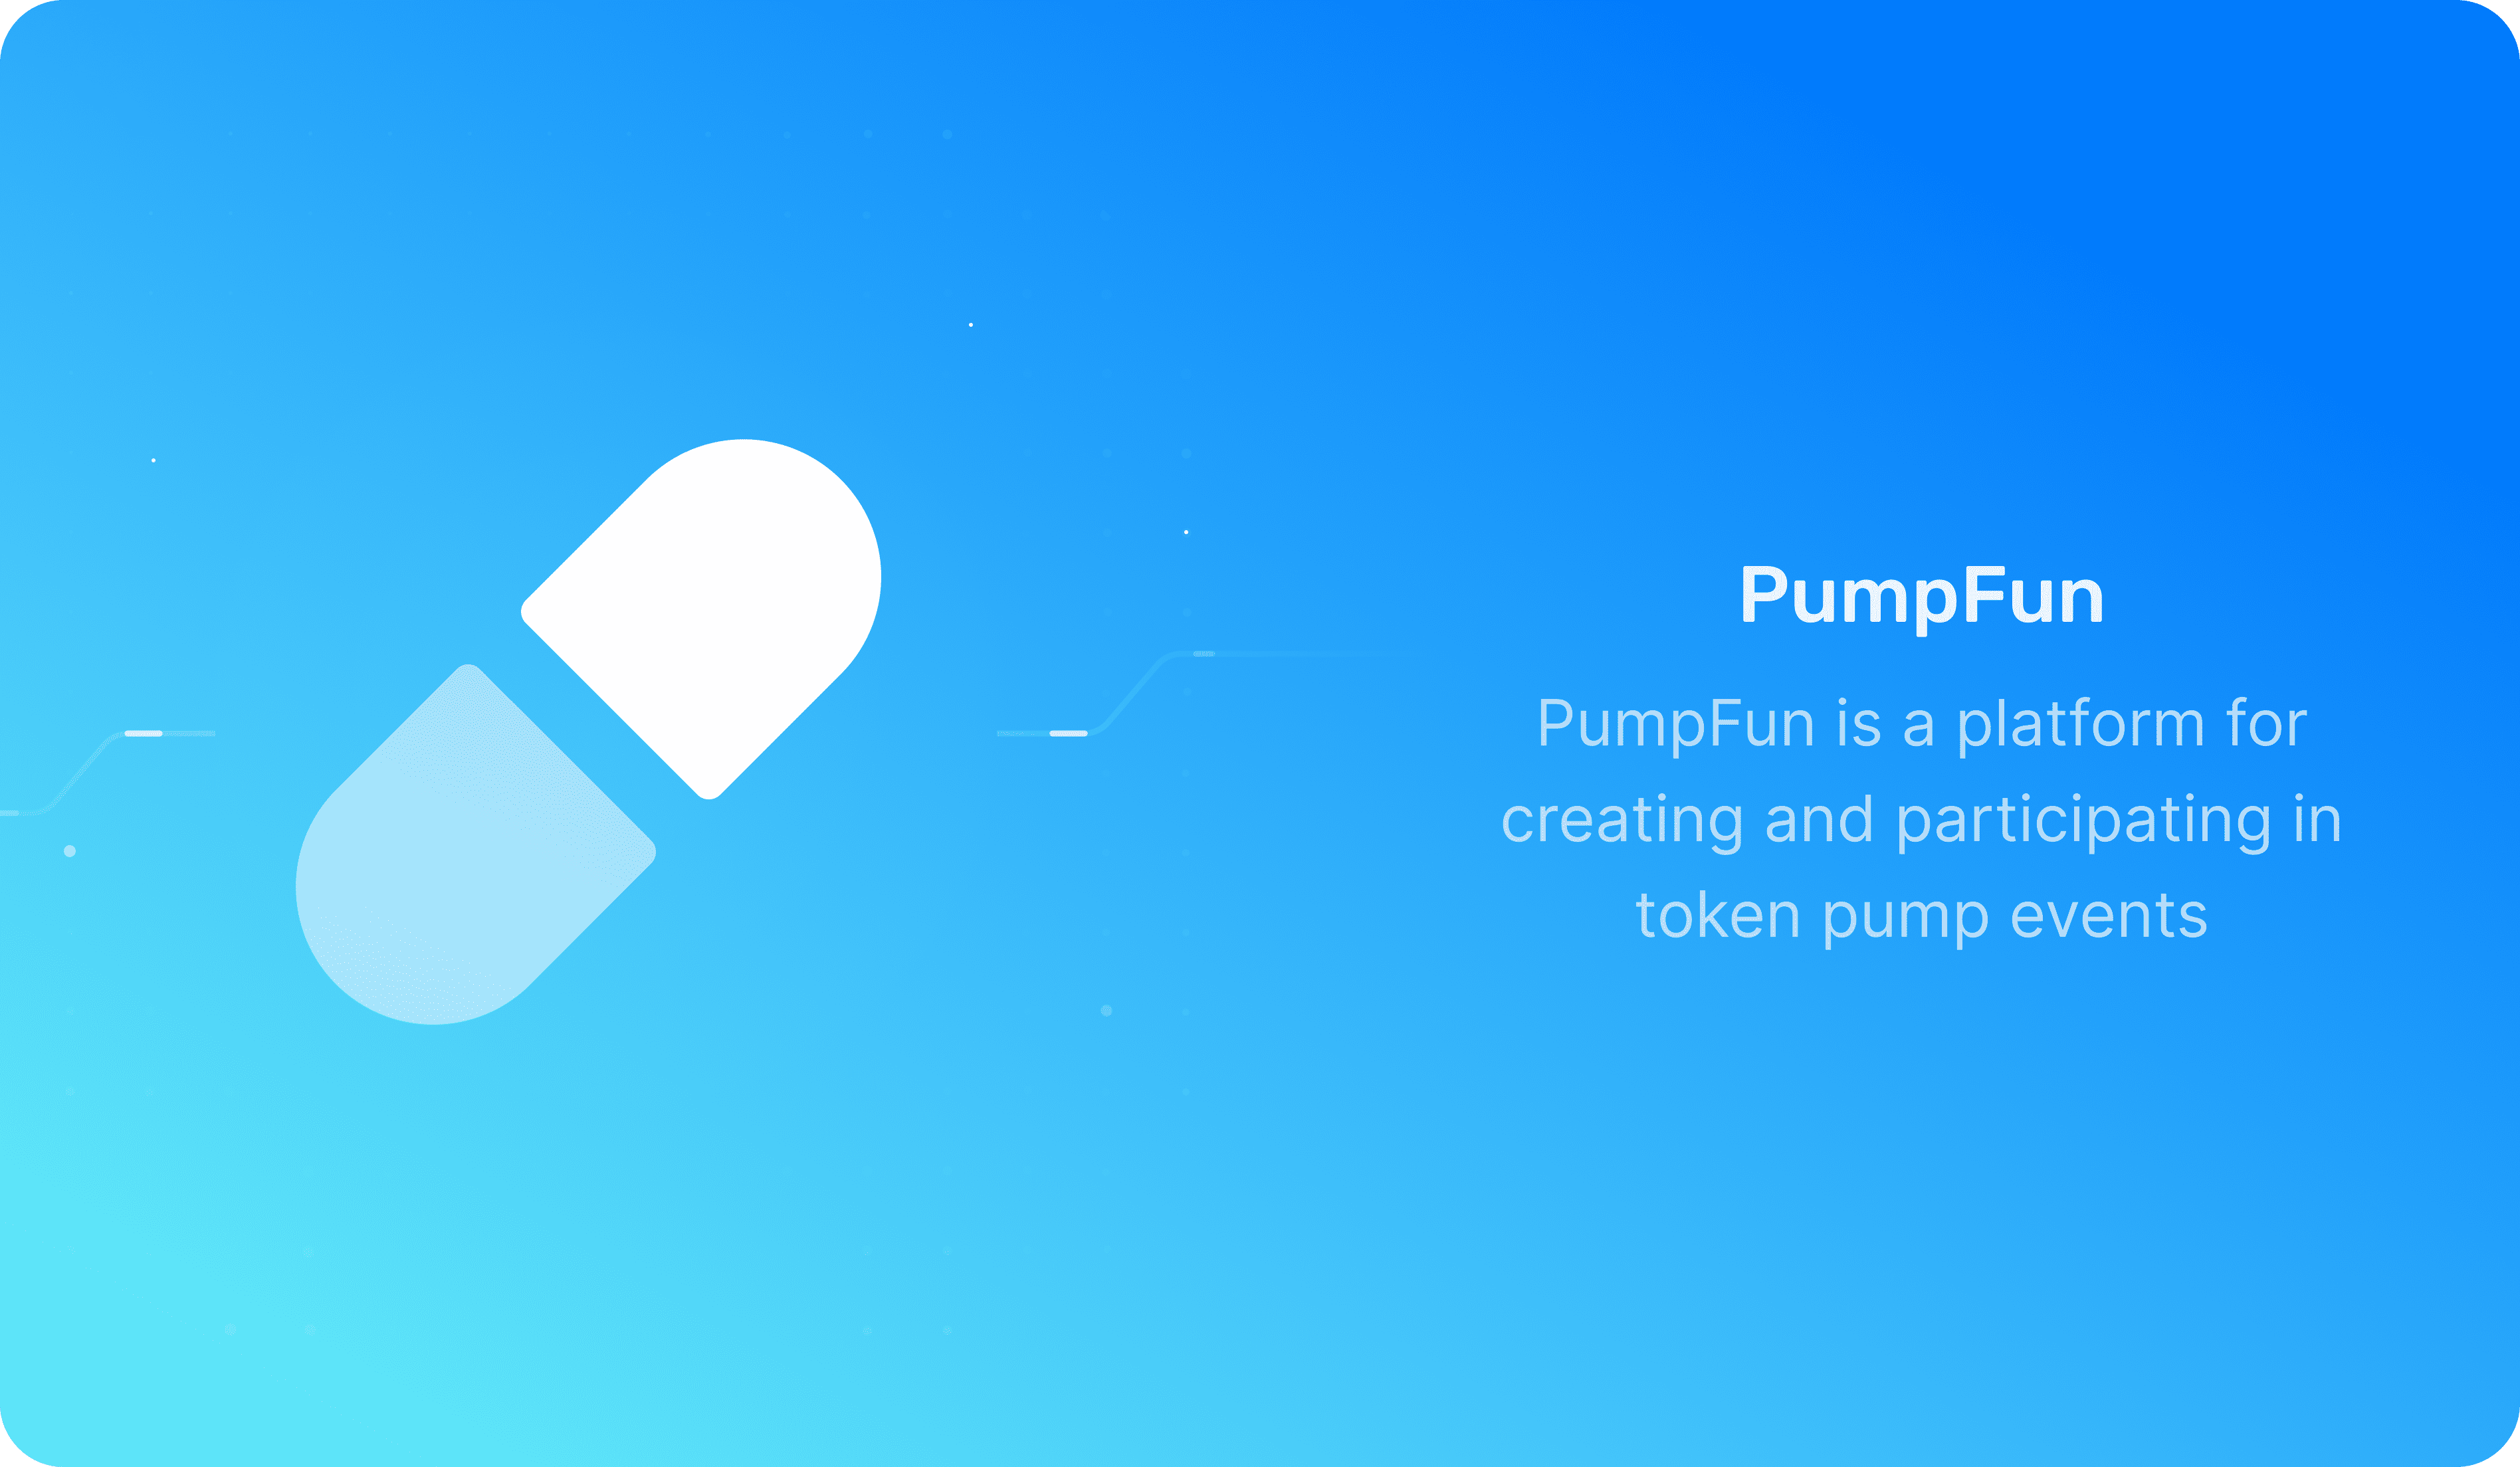 PumpFun
PumpFun is a platform for
creating and participating in
token pump events